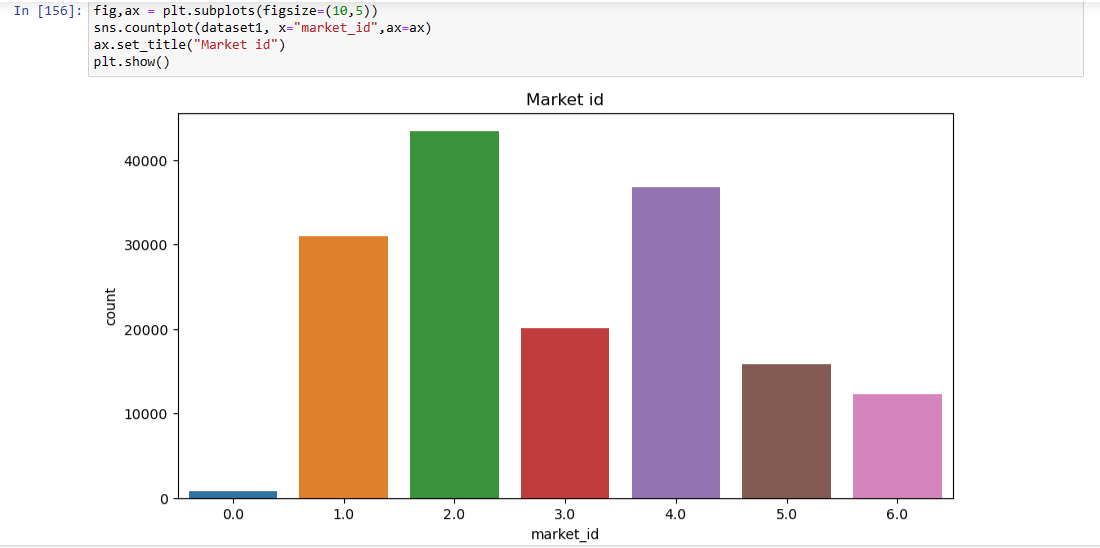 In [156]: fig,ax = plt.subplots(figsize=(10,5))
sns.countplot(dataset1, x="market_id",ax=ax)
ax.set_title("Market id")
plt.show()
Market id
40000
30000
20000
10000
0
count
0.0 1.0 2.0 3.0 4.0 5.0 6.0
market_id